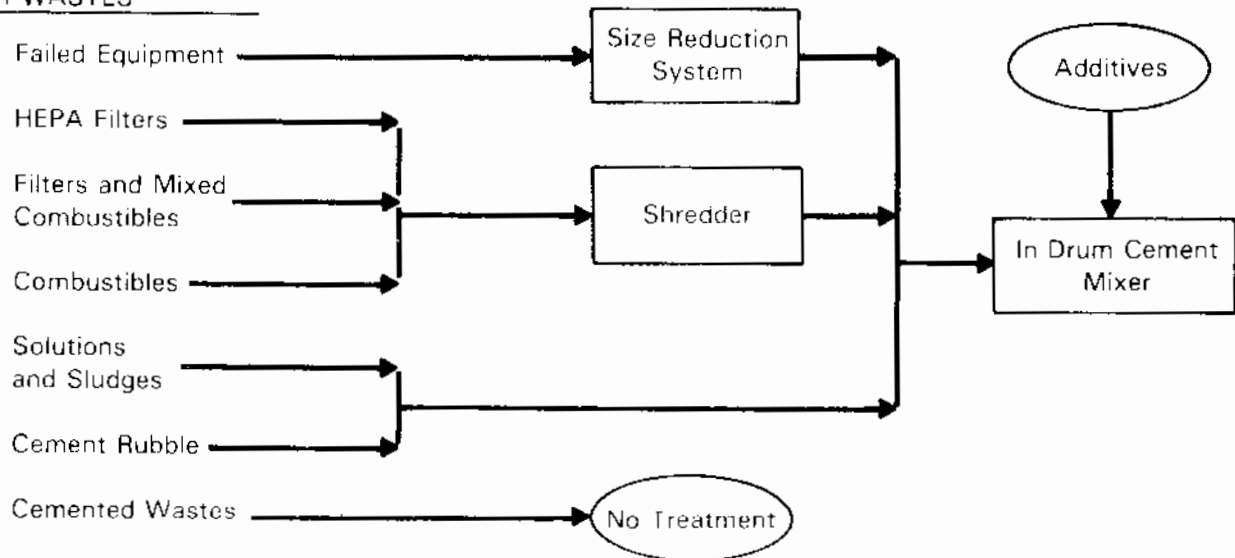 WASTES
Failed Equipment
Size Reduction
System
Additives
HEPA Filters
Filters and Mixed
Combustibles
Shredder
In Drum Cement
Mixer
Combustibles
Solutions
and Sludges
Cement Rubble
Cemented Wastes
No Treatment